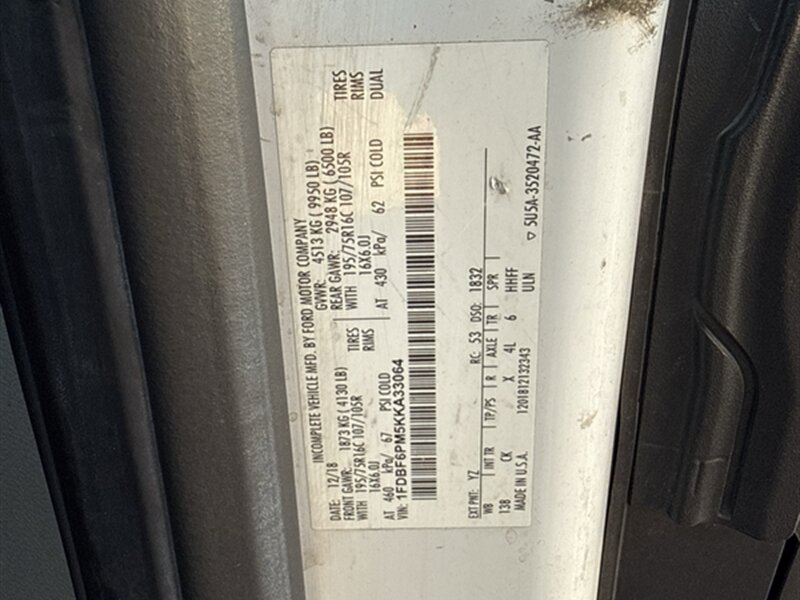 INCOMPLETE VEHICLE MFD. BY FORD MOTOR COMPANY
DATE: 12/18 GVWR: 4513 KG ( 9950 LB)
FRONT GAWR: 1873 KG ( 4130 LB) REAR GAWR: 2948 KG ( 6500 LB)
WITH 195/75R16C 107/105R TIRES WITH 195/75R16C 107/105R TIRES
16X6.0J RIMS 16X6.0J RIMS
AT 460 kPa/ 67 PSI COLD AT 430 kPa/ 62 PSI COLD DUAL
VIN: 1FDBF6PM5KKA33064
EXT PNT: YZ RC: 53 DSO: 1832
WB INT TR TP/PS R AXLE TR SPR
138 CK X 4L 6 HHFF
MADE IN U.S.A. 1201812132343 ULN
▽ 5U5A-3520472-AA